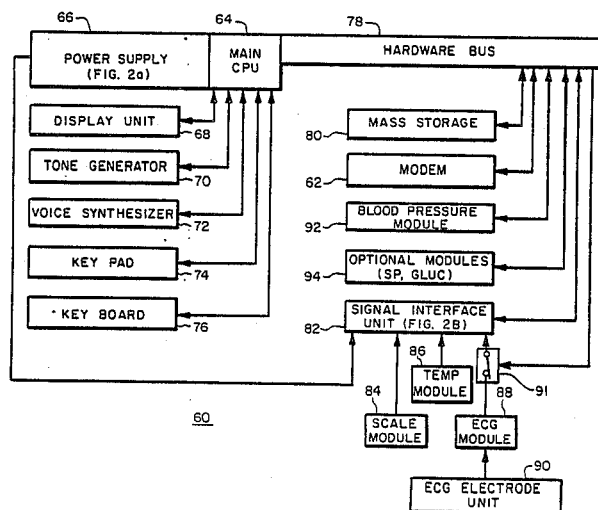 66
64
78
POWER SUPPLY
(FIG. 2a)
MAIN
CPU
HARDWARE BUS
DISPLAY UNIT
68
TONE GENERATOR
70
VOICE SYNTHESIZER
72
KEY PAD
74
KEY BOARD
76
MASS STORAGE
80
MODEM
62
BLOOD PRESSURE
MODULE
92
OPTIONAL MODULES
(SP, GLUC)
94
SIGNAL INTERFACE
UNIT (FIG. 2B)
82
86
TEMP
MODULE
91
84
SCALE
MODULE
88
ECG
MODULE
60
90
ECG ELECTRODE
UNIT